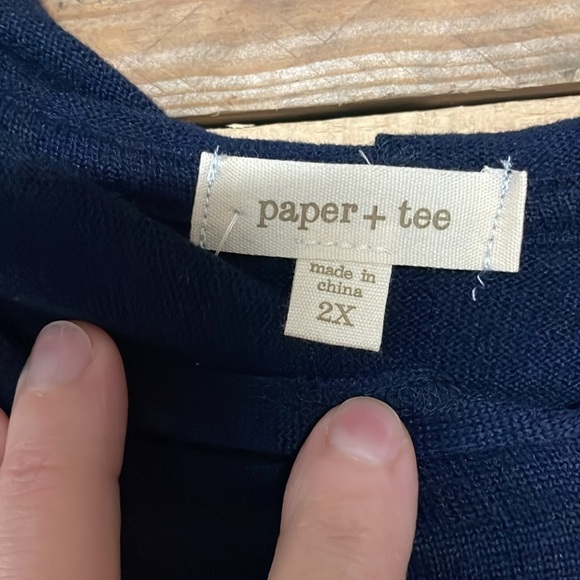 paper + tee
made in
china
2X